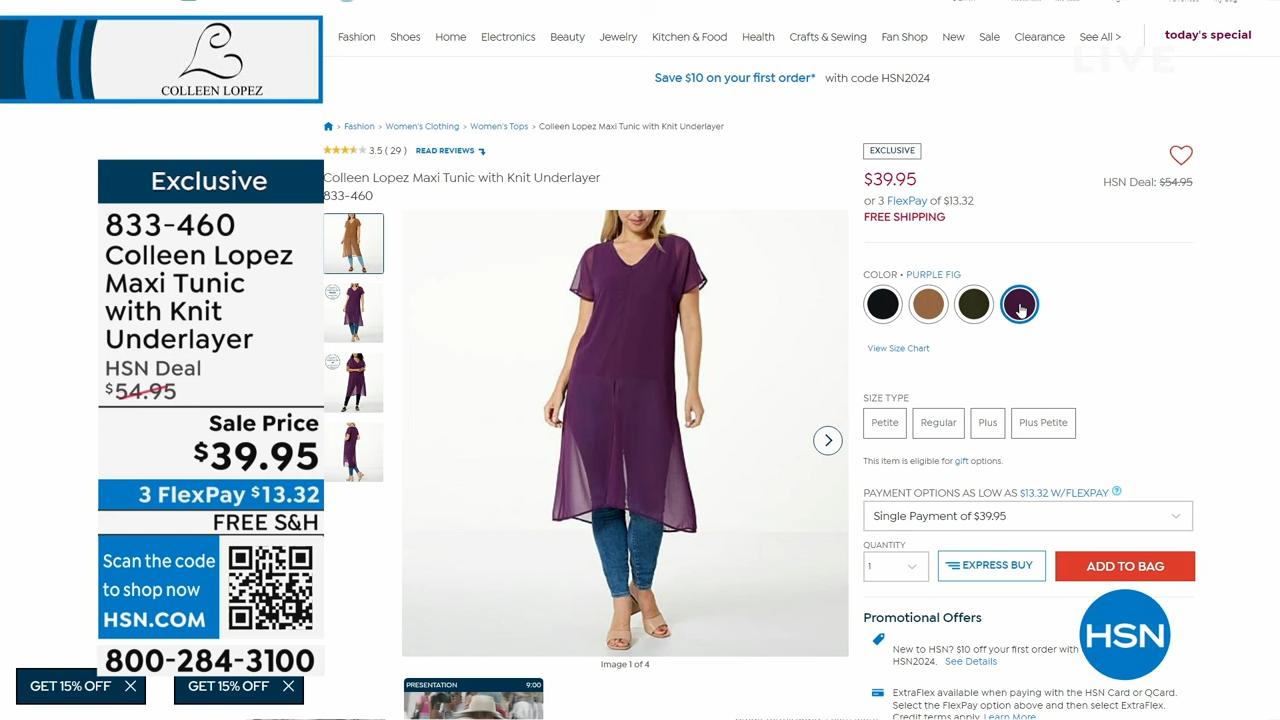 COLLEEN LOPEZ
Fashion Shoes Home Electronics Beauty Jewelry Kitchen & Food Health Crafts & Sewing Fan Shop New Sale Clearance See All >
today's special
LIVE
Save $10 on your first order* with code HSN2024
> Fashion > Women's Clothing > Women's Tops > Colleen Lopez Maxi Tunic with Knit Underlayer
3.5 ( 29 ) READ REVIEWS
Colleen Lopez Maxi Tunic with Knit Underlayer
833-460
Exclusive
833-460
Colleen Lopez
Maxi Tunic
with Knit
Underlayer
HSN Deal
$54.95
Sale Price
$39.95
3 FlexPay $13.32
FREE S&H
Scan the code
to shop now
HSN.COM
800-284-3100
GET 15% OFF X
GET 15% OFF X
Image 1 of 4
PRESENTATION 9:00
EXCLUSIVE
$39.95
HSN Deal: $54.95
or 3 FlexPay of $13.32
FREE SHIPPING
COLOR • PURPLE FIG
View Size Chart
SIZE TYPE
Petite Regular Plus Plus Petite
This item is eligible for gift options.
PAYMENT OPTIONS AS LOW AS $13.32 W/FLEXPAY ?
Single Payment of $39.95
QUANTITY
1
EXPRESS BUY
ADD TO BAG
Promotional Offers
New to HSN? $10 off your first order with
HSN2024. See Details
HSN
ExtraFlex available when paying with the HSN Card or QCard.
Select the FlexPay option above and then select ExtraFlex.
Credit terms apply. Learn More